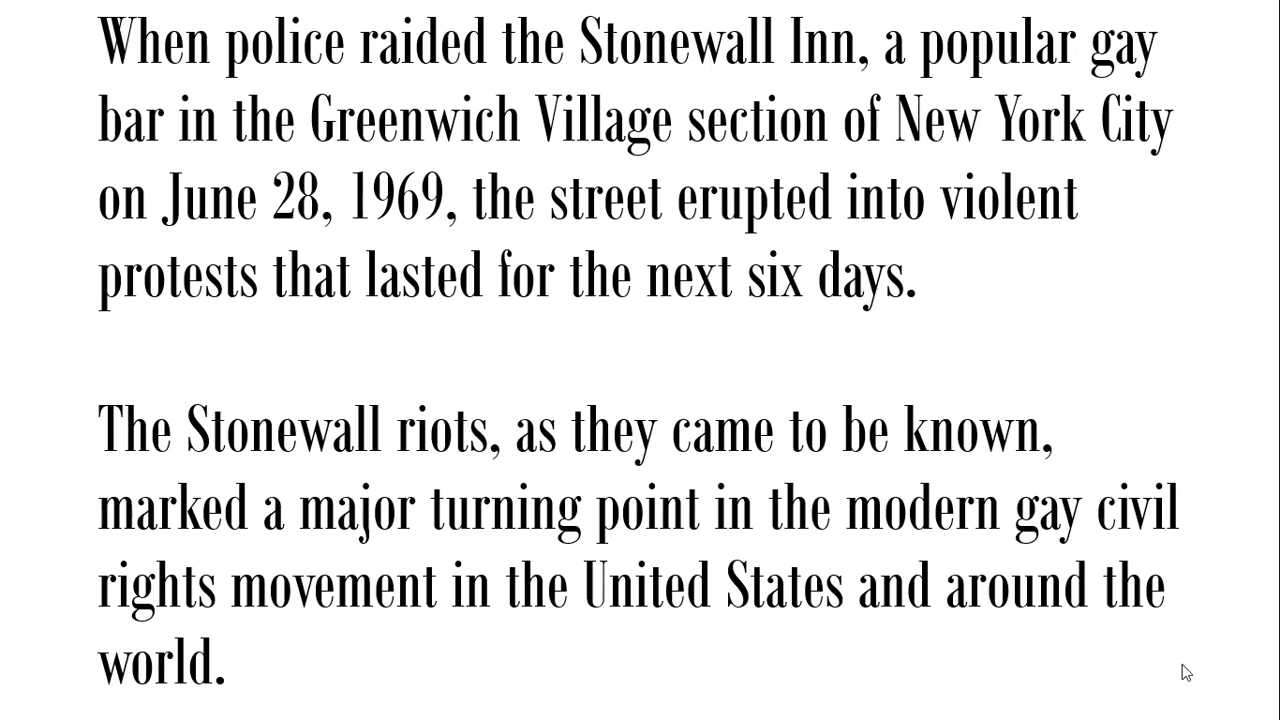 When police raided the Stonewall Inn, a popular gay
bar in the Greenwich Village section of New York City
on June 28, 1969, the street erupted into violent
protests that lasted for the next six days.
The Stonewall riots, as they came to be known,
marked a major turning point in the modern gay civil
rights movement in the United States and around the
world.